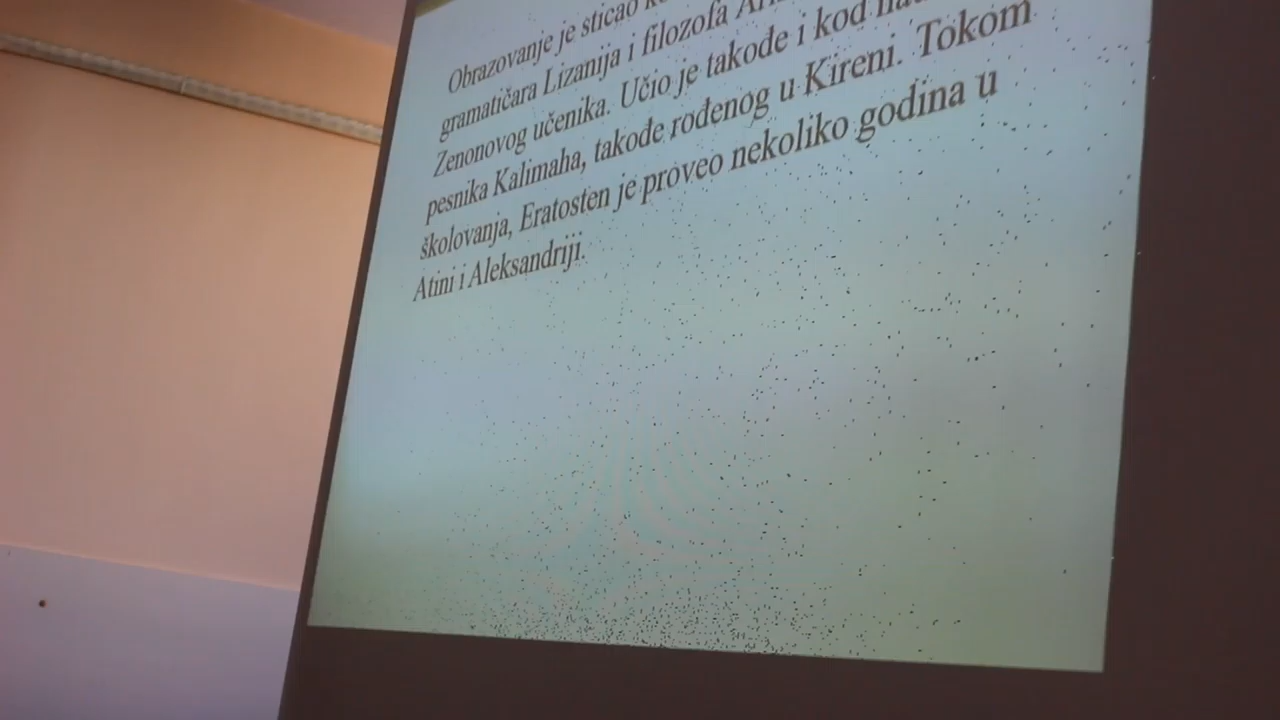 Obrazovanje je sticao
gramatičara Lizanija i filozofa
Zenonovog učenika. Učio je takođe i kod
pesnika Kalimaha, takođe rođenog u Kireni. Tokom
školovanja, Eratosten je proveo nekoliko godina u
Atini i Aleksandriji.